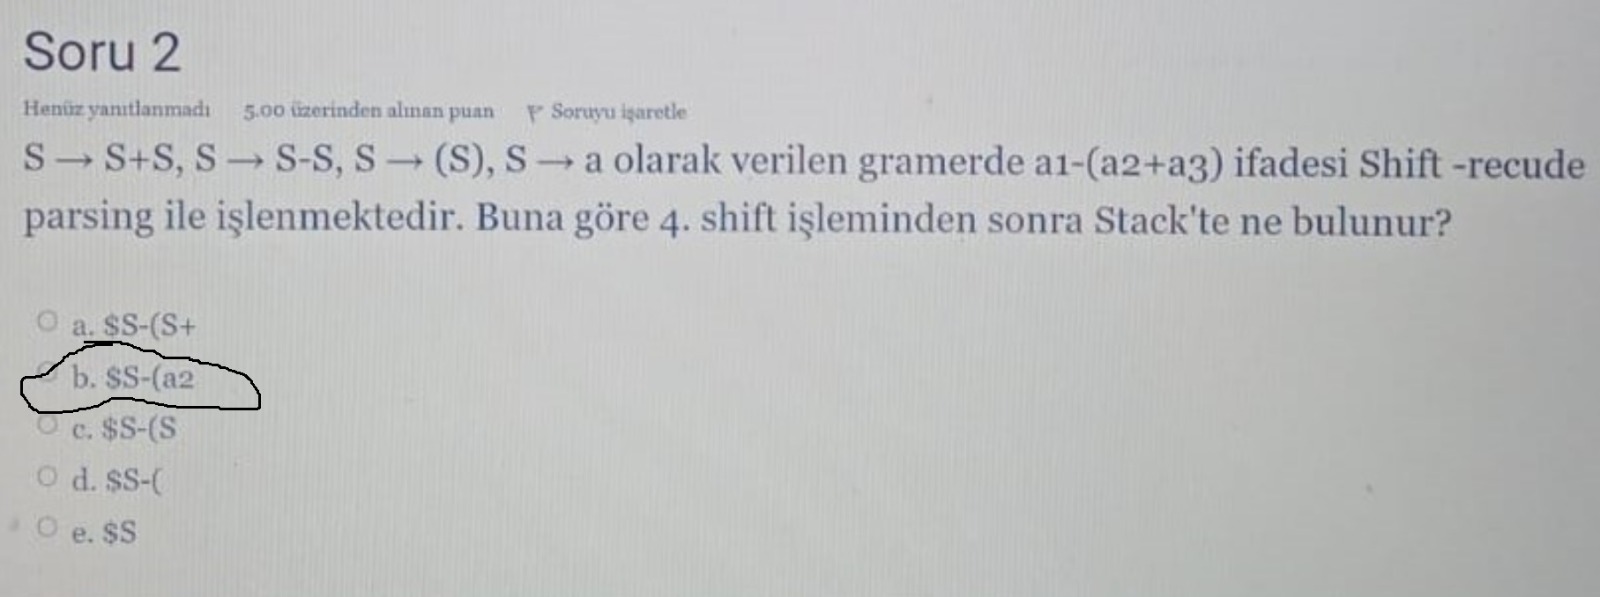 Soru 2
Henüz yanıtlanmadı 5.00 üzerinden alınan puan Soruyu işaretle
S → S+S, S → S-S, S → (S), S → a olarak verilen gramerde a1-(a2+a3) ifadesi Shift -recude
parsing ile işlenmektedir. Buna göre 4. shift işleminden sonra Stack'te ne bulunur?
a. $S-(S+
b. $S-(a2
c. $S-(S
d. $S-(
e. $S